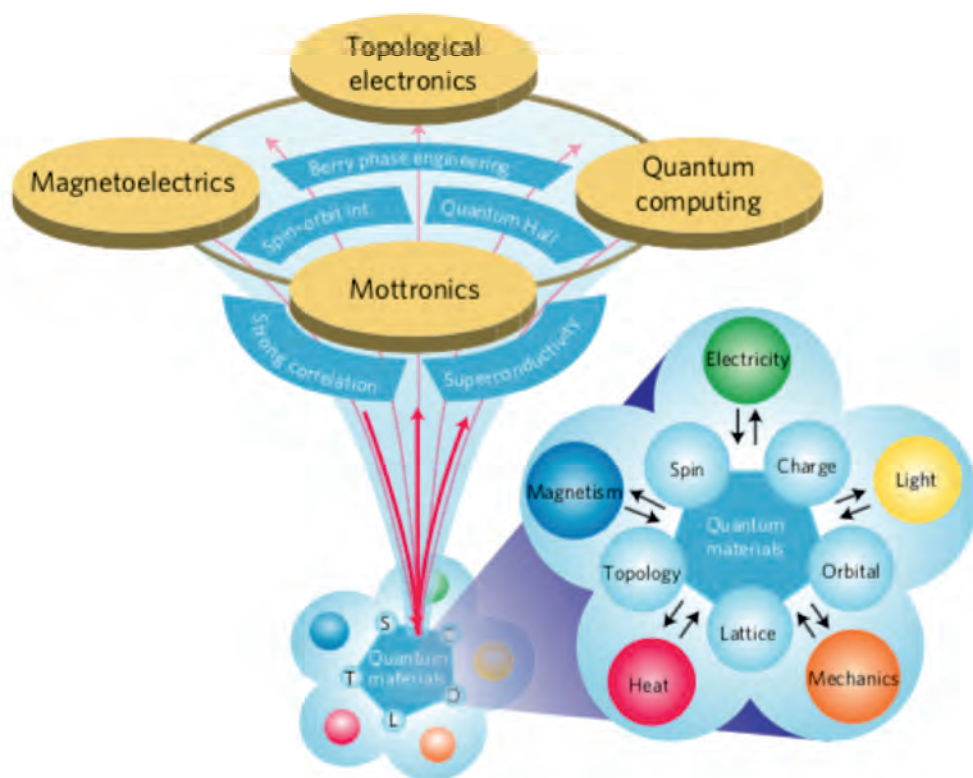 Topological
electronics
Magnetoelectrics
Berry phase engineering
Quantum
computing
Spin-orbit int.
Quantum Hall
Mottronics
Strong correlation
Superconductivity
Electricity
Spin
Charge
Magnetism
Light
Quantum
materials
Topology
Orbital
Lattice
Heat
Mechanics
S
C
Quantum
materials
T
O
L